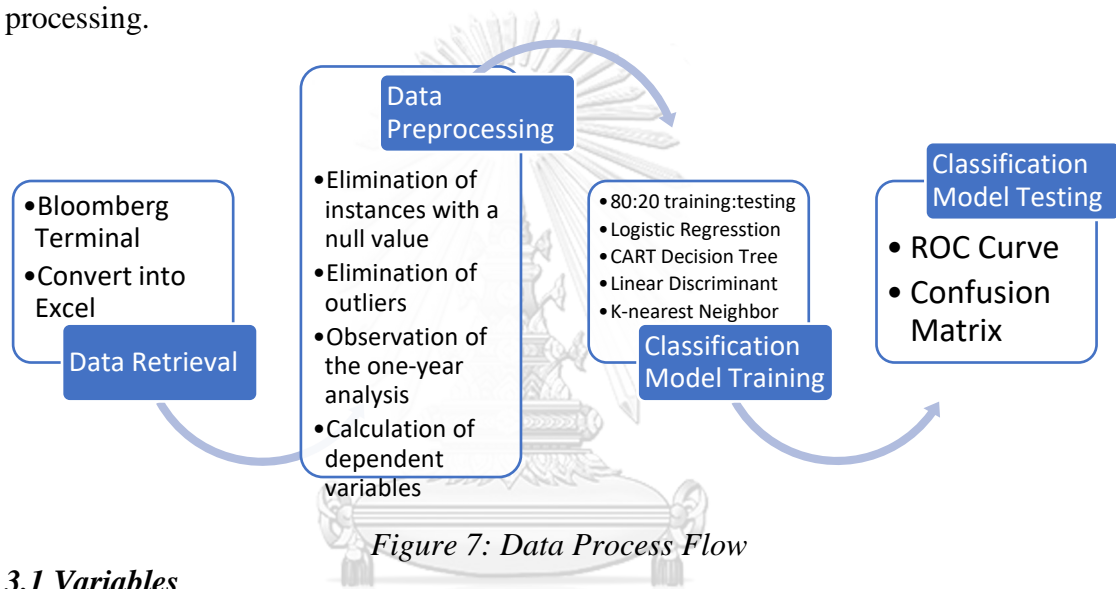 processing.
•Bloomberg
Terminal
•Convert into
Excel
Data Retrieval
Data
Preprocessing
•Elimination of
instances with a
null value
•Elimination of
outliers
•Observation of
the one-year
analysis
•Calculation of
dependent
variables
•80:20 training:testing
•Logistic Regresstion
•CART Decision Tree
•Linear Discriminant
•K-nearest Neighbor
Classification
Model Training
Classification
Model Testing
• ROC Curve
• Confusion
Matrix
Figure 7: Data Process Flow
3.1 Variables